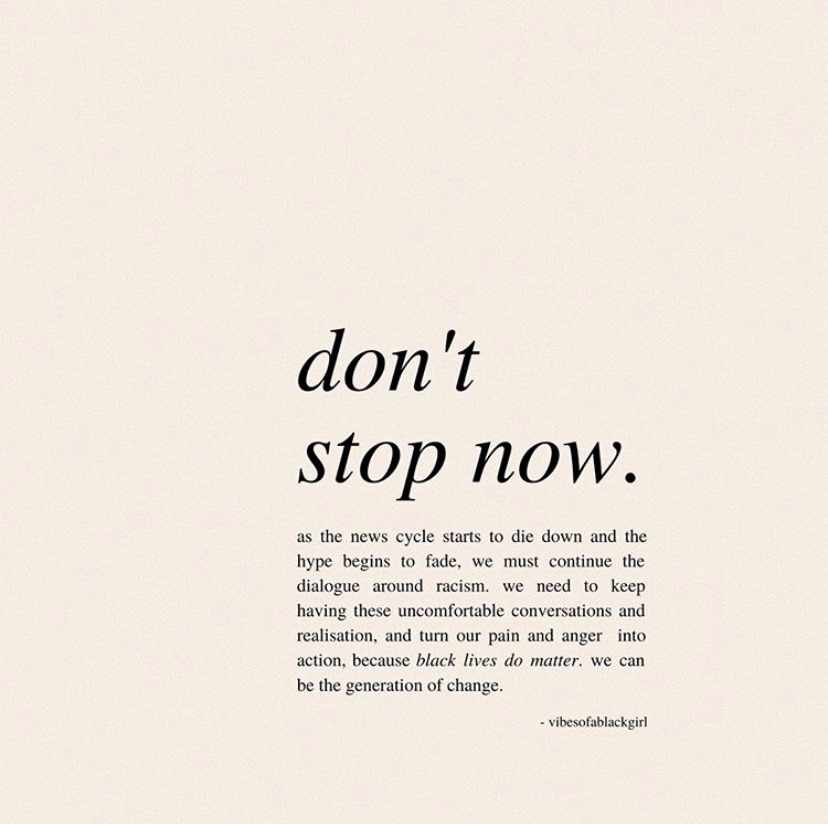 don't
stop now.
as the news cycle starts to die down and the
hype begins to fade, we must continue the
dialogue around racism. we need to keep
having these uncomfortable conversations and
realisation, and turn our pain and anger  into
action, because black lives do matter. we can
be the generation of change.
- vibesofablackgirl